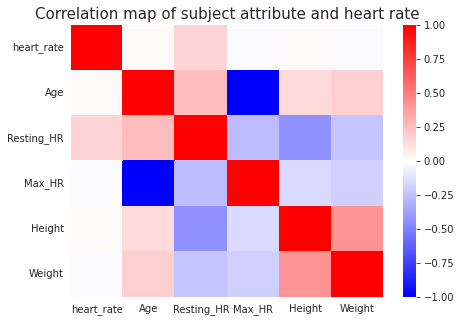 Correlation map of subject attribute and heart rate
heart_rate
Age
Resting_HR
Max_HR
Height
Weight
heart_rate Age Resting_HR Max_HR Height Weight
1.00
0.75
0.50
0.25
0.00
−0.25
−0.50
−0.75
−1.00